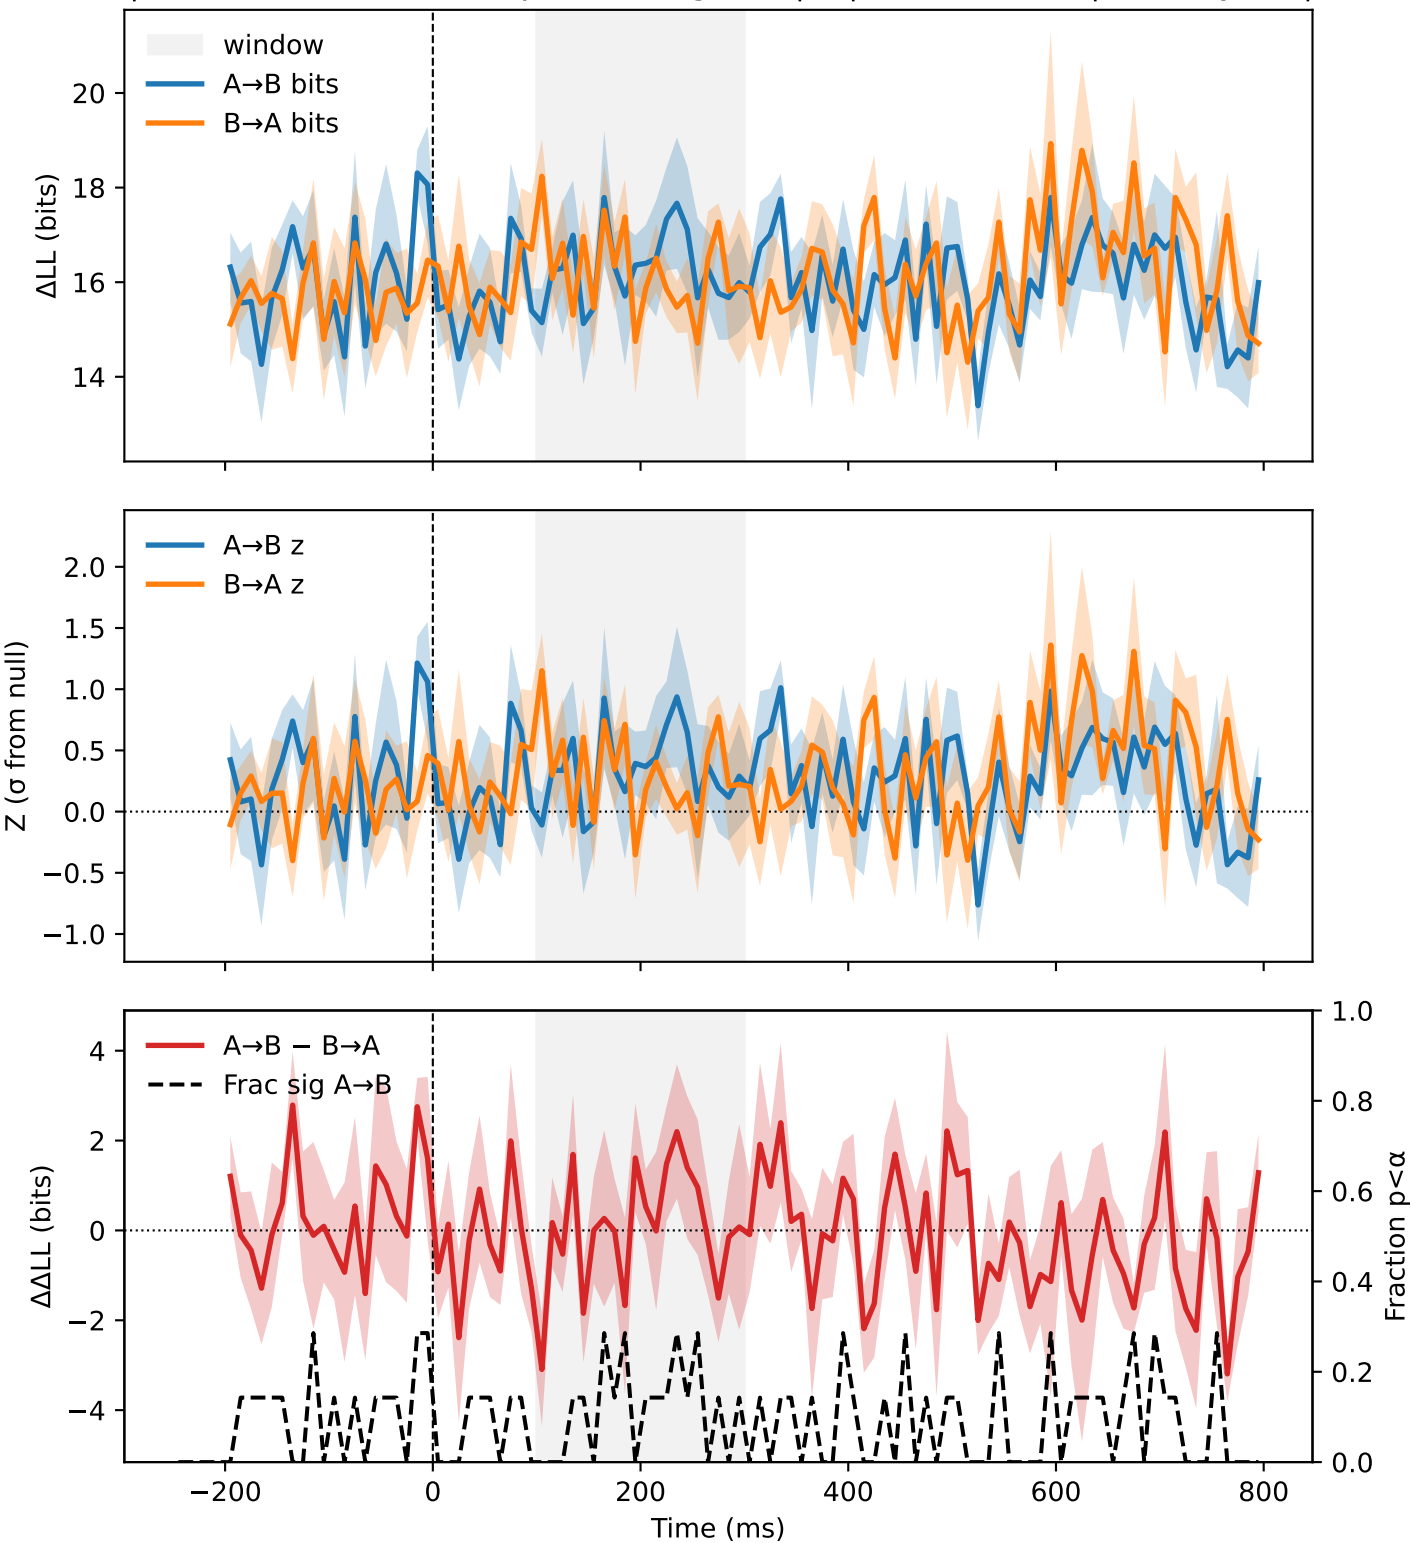 window
A→B bits
B→A bits
20
18
16
14
ΔLL (bits)
A→B z
B→A z
2.0
1.5
1.0
0.5
0.0
−0.5
−1.0
Z (σ from null)
A→B − B→A
Frac sig A→B
4
2
0
−2
−4
ΔΔLL (bits)
1.0
0.8
0.6
0.4
0.2
0.0
Fraction p<α
−200 0 200 400 600 800
Time (ms)